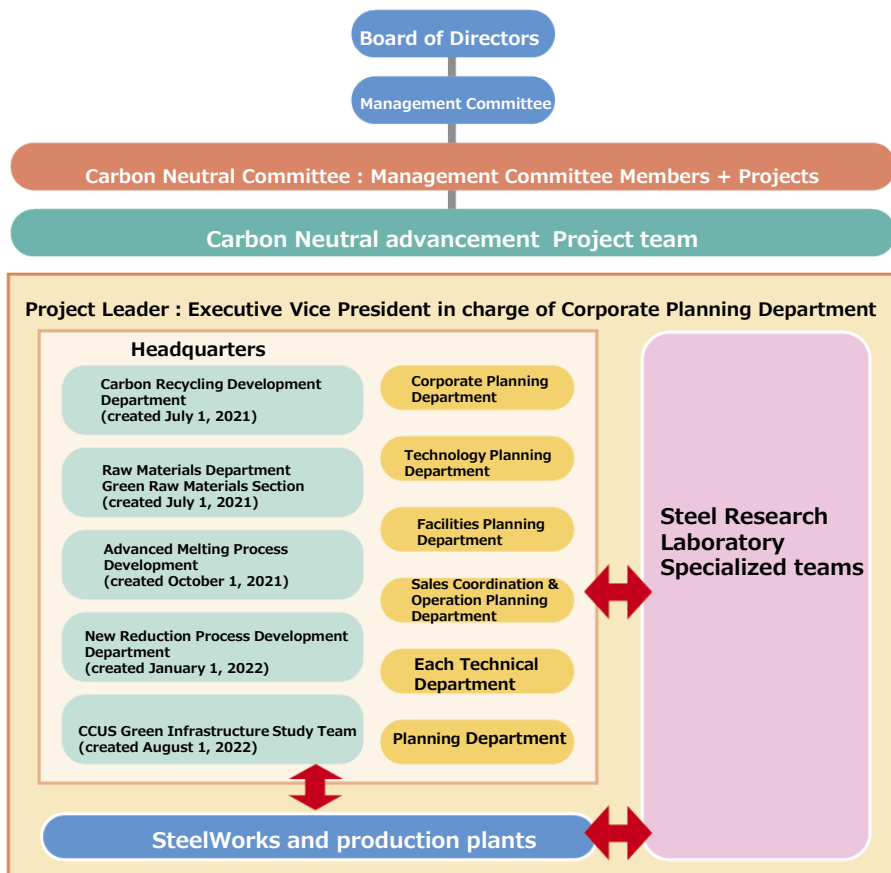 Board of Directors
Management Committee
Carbon Neutral Committee : Management Committee Members + Projects
Carbon Neutral advancement Project team
Project Leader : Executive Vice President in charge of Corporate Planning Department
Headquarters
Carbon Recycling Development
Department
(created July 1, 2021)
Raw Materials Department
Green Raw Materials Section
(created July 1, 2021)
Advanced Melting Process
Development
(created October 1, 2021)
New Reduction Process Development
Department
(created January 1, 2022)
CCUS Green Infrastructure Study Team
(created August 1, 2022)
Corporate Planning
Department
Technology Planning
Department
Facilities Planning
Department
Sales Coordination &
Operation Planning
Department
Each Technical
Department
Planning Department
Steel Research
Laboratory
Specialized teams
SteelWorks and production plants